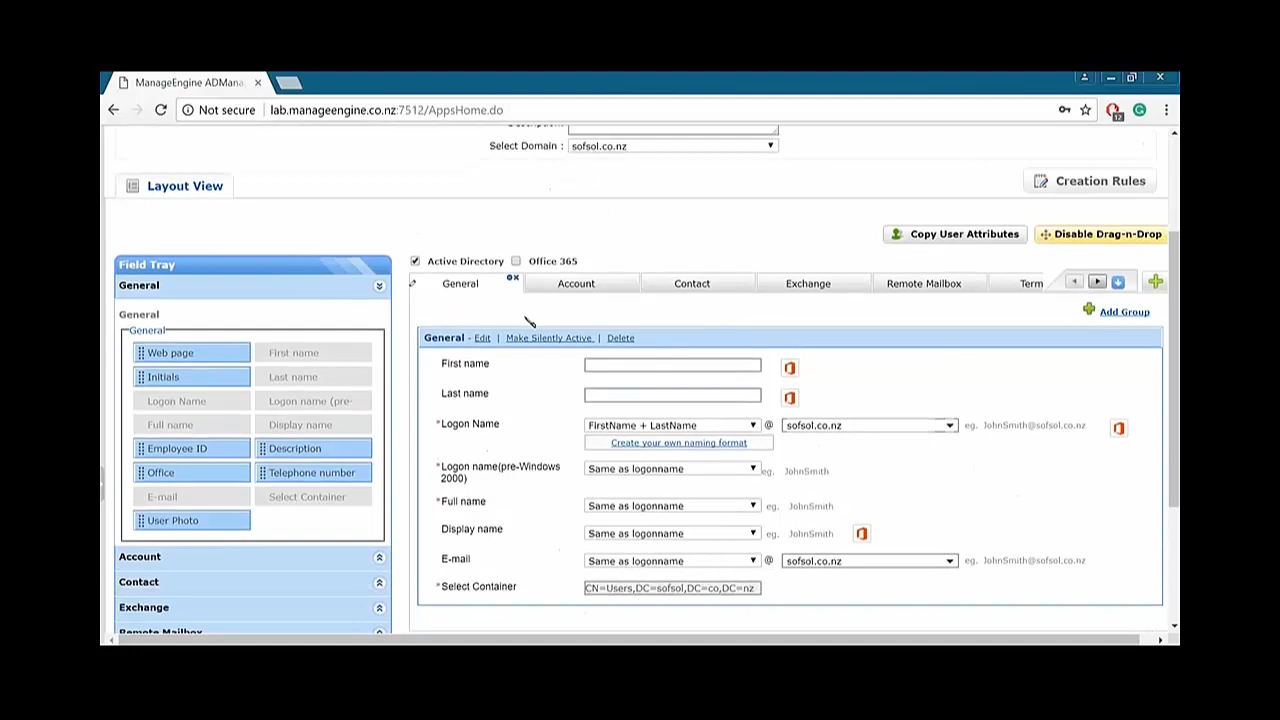 ManageEngine ADMana
Not secure lab.manageengine.co.nz:7512/AppsHome.do
Select Domain : sofsol.co.nz
Layout View
Creation Rules
Copy User Attributes
Disable Drag-n-Drop
Field Tray
General
General
General
Web page
First name
Initials
Last name
Logon Name
Logon name (pre-
Full name
Display name
Employee ID
Description
Office
Telephone number
E-mail
Select Container
User Photo
Account
Contact
Exchange
Remote Mailbox
Active Directory
Office 365
General
Account
Contact
Exchange
Remote Mailbox
Term
Add Group
General - Edit | Make Silently Active | Delete
First name
Last name
*Logon Name FirstName + LastName @ sofsol.co.nz eg. JohnSmith@sofsol.co.nz
Create your own naming format
*Logon name(pre-Windows 2000) Same as logonname eg. JohnSmith
*Full name Same as logonname eg. JohnSmith
Display name Same as logonname eg. JohnSmith
E-mail Same as logonname @ sofsol.co.nz eg. JohnSmith@sofsol.co.nz
*Select Container CN=Users,DC=sofsol,DC=co,DC=nz